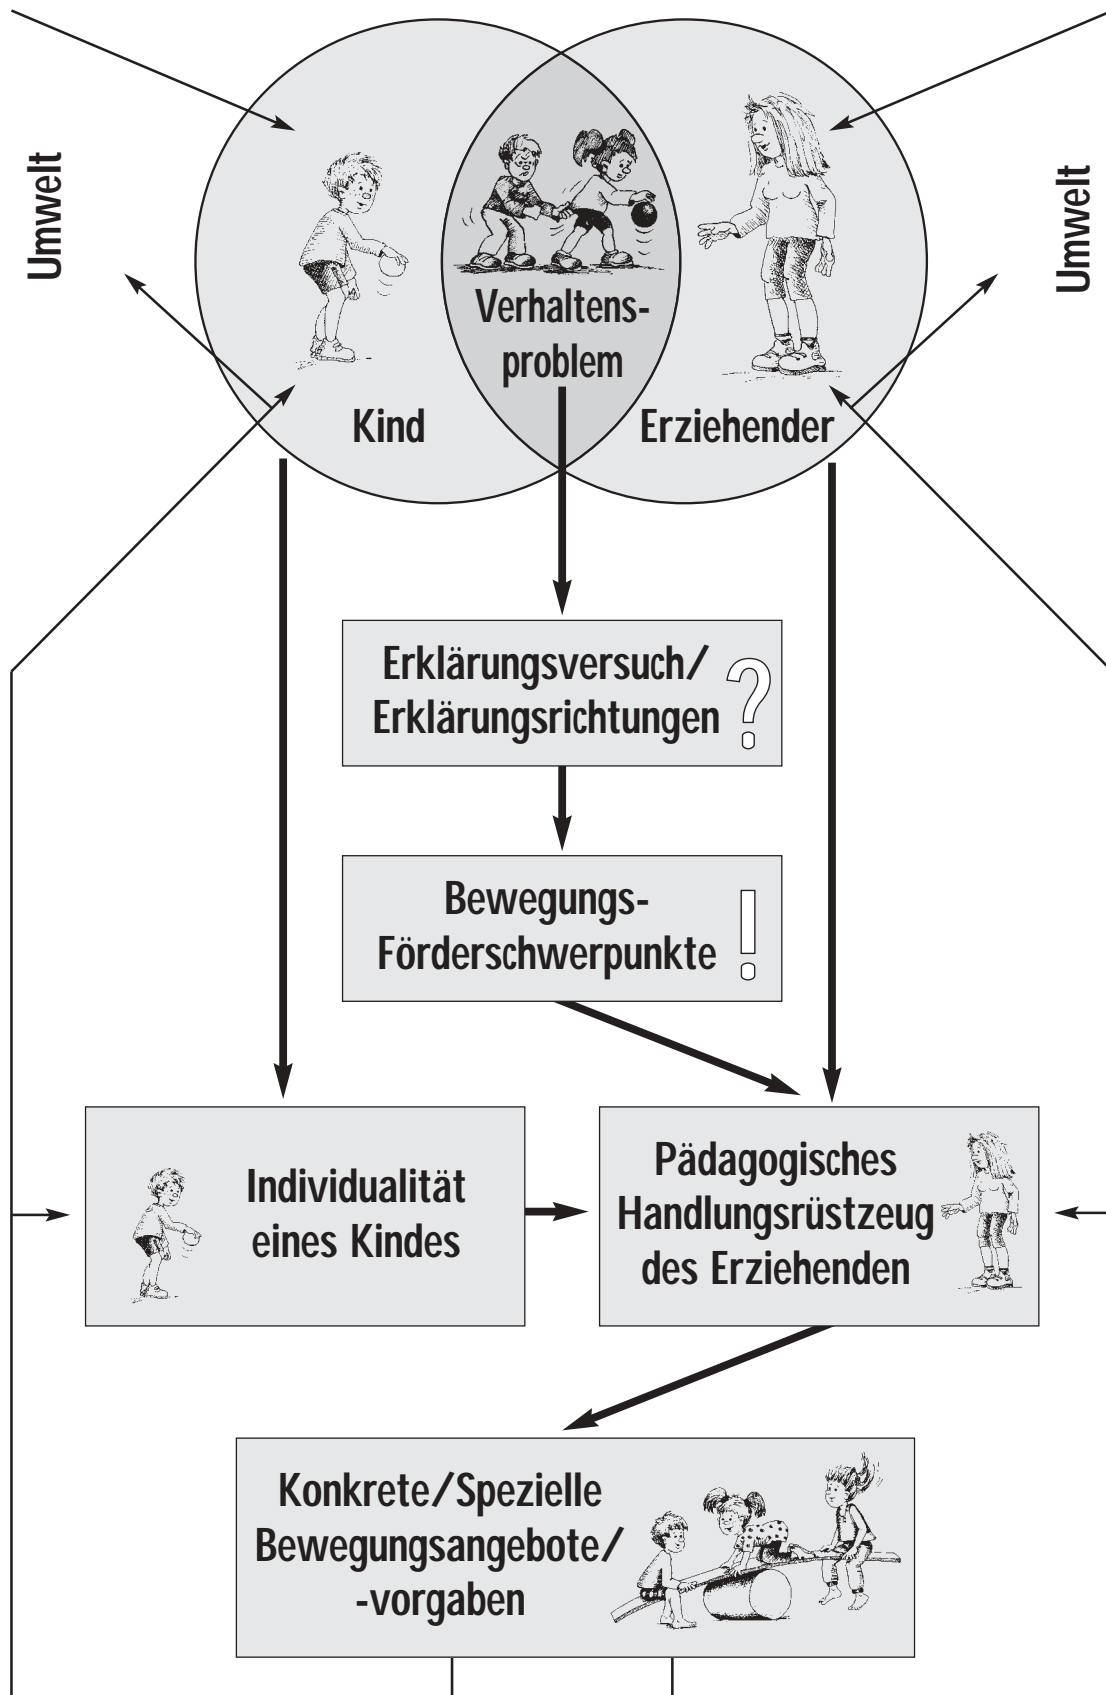 Umwelt
Umwelt
Verhaltens-
problem
Kind
Erziehender
Erklärungsversuch/
Erklärungsrichtungen
?
Bewegungs-
Förderschwerpunkte
!
Individualität
eines Kindes
Pädagogisches
Handlungsrüstzeug
des Erziehenden
Konkrete/Spezielle
Bewegungsangebote/
-vorgaben